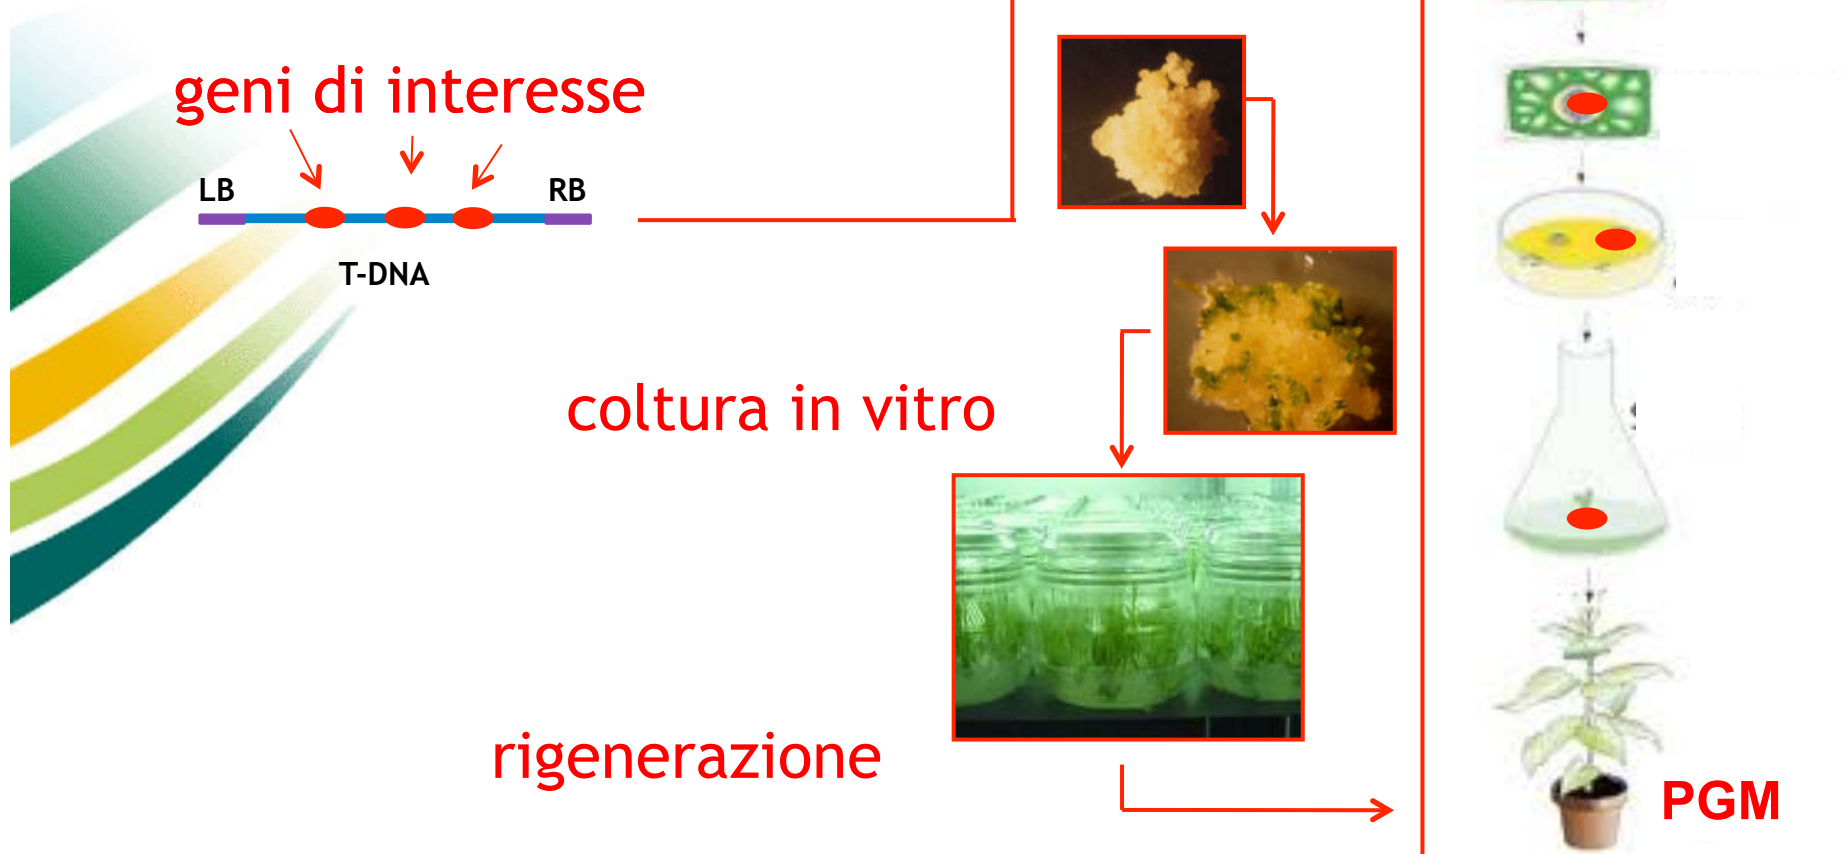 geni di interesse
LB
RB
T-DNA
coltura in vitro
rigenerazione
PGM